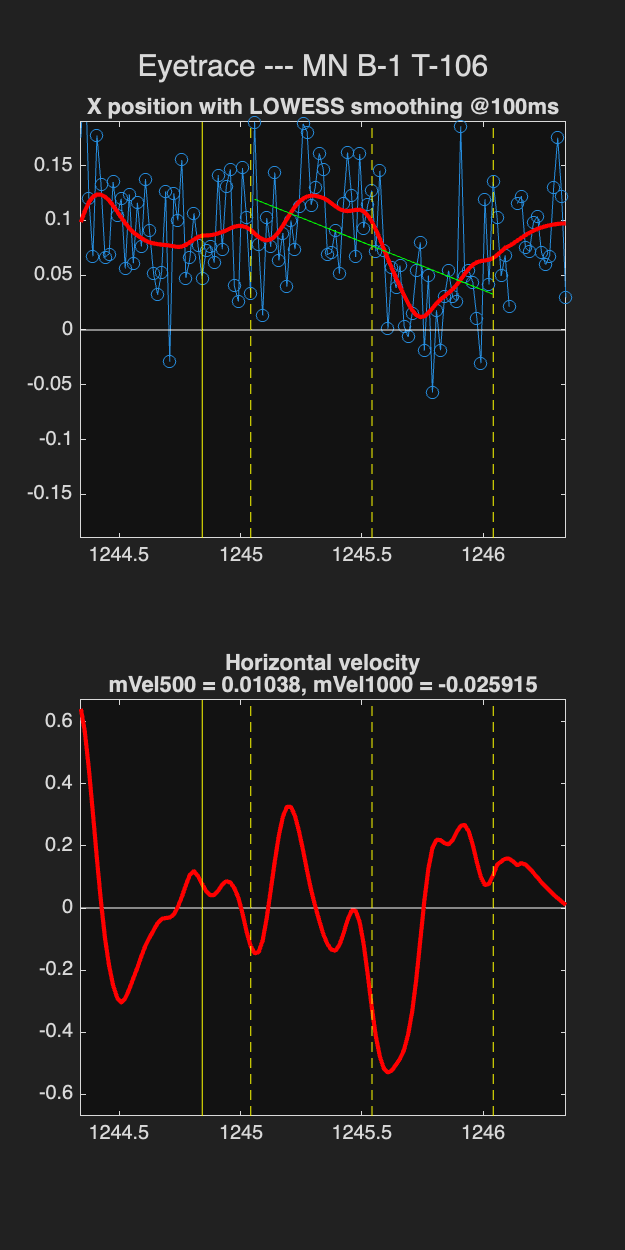 Eyetrace --- MN B-1 T-106
X position with LOWESS smoothing @100ms
0.15
0.1
0.05
0
-0.05
-0.1
-0.15
1244.5 1245 1245.5 1246
Horizontal velocity
mVel500 = 0.01038, mVel1000 = -0.025915
0.6
0.4
0.2
0
-0.2
-0.4
-0.6
1244.5 1245 1245.5 1246